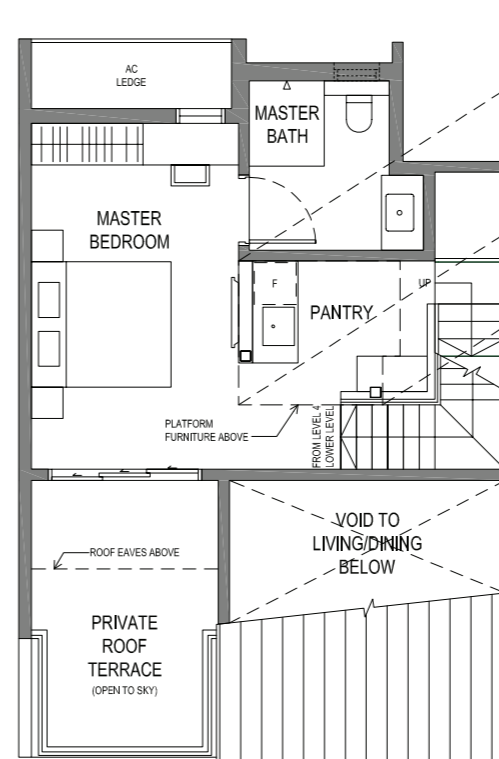 AC
LEDGE
MASTER
BATH
MASTER
BEDROOM
F
UP
PANTRY
PLATFORM
FURNITURE ABOVE
FROM LEVEL 4
LOWER LEVEL
VOID TO
LIVING/DINING
BELOW
ROOF EAVES ABOVE
PRIVATE
ROOF
TERRACE
(OPEN TO SKY)